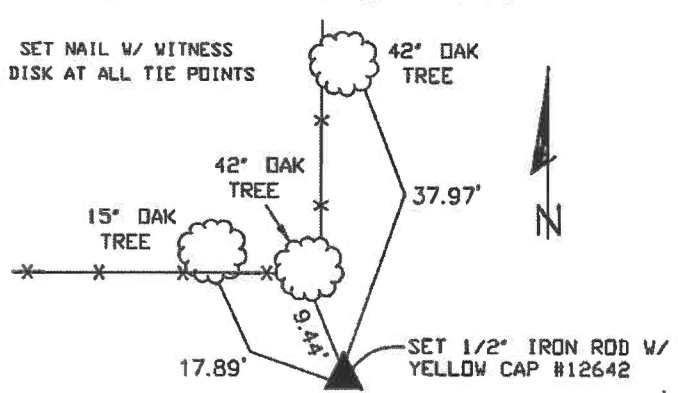 SET NAIL W/ WITNESS
DISK AT ALL TIE POINTS
42" OAK
TREE
42" OAK
TREE
15" OAK
TREE
37.97'
N
9.44'
17.89'
SET 1/2" IRON ROD W/
YELLOW CAP #12642